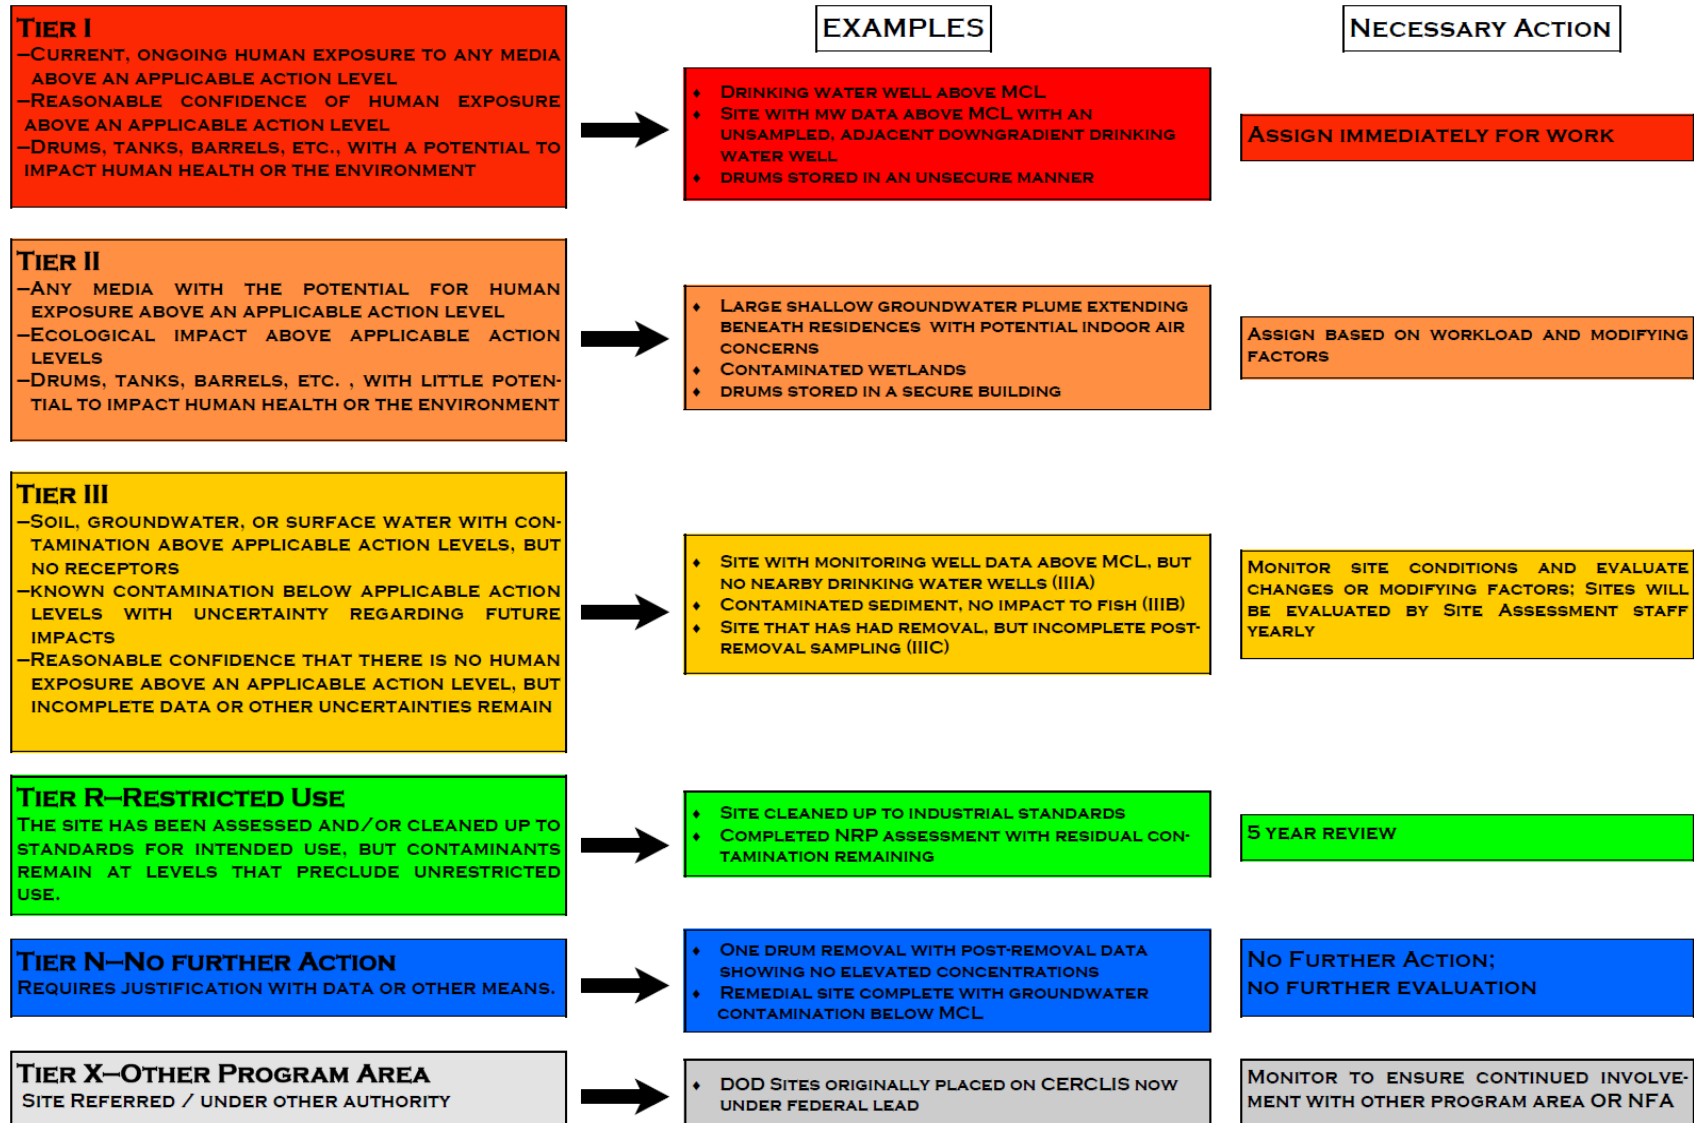 TIER I
–CURRENT, ONGOING HUMAN EXPOSURE TO ANY MEDIA
ABOVE AN APPLICABLE ACTION LEVEL
–REASONABLE CONFIDENCE OF HUMAN EXPOSURE
ABOVE AN APPLICABLE ACTION LEVEL
–DRUMS, TANKS, BARRELS, ETC., WITH A POTENTIAL TO
IMPACT HUMAN HEALTH OR THE ENVIRONMENT
EXAMPLES
♦ DRINKING WATER WELL ABOVE MCL
♦ SITE WITH MW DATA ABOVE MCL WITH AN
UNSAMPLED, ADJACENT DOWNGRADIENT DRINKING
WATER WELL
♦ DRUMS STORED IN AN UNSECURE MANNER
NECESSARY ACTION
ASSIGN IMMEDIATELY FOR WORK
TIER II
–ANY MEDIA WITH THE POTENTIAL FOR HUMAN
EXPOSURE ABOVE AN APPLICABLE ACTION LEVEL
–ECOLOGICAL IMPACT ABOVE APPLICABLE ACTION
LEVELS
–DRUMS, TANKS, BARRELS, ETC. , WITH LITTLE POTEN-
TIAL TO IMPACT HUMAN HEALTH OR THE ENVIRONMENT
♦ LARGE SHALLOW GROUNDWATER PLUME EXTENDING
BENEATH RESIDENCES WITH POTENTIAL INDOOR AIR
CONCERNS
♦ CONTAMINATED WETLANDS
♦ DRUMS STORED IN A SECURE BUILDING
ASSIGN BASED ON WORKLOAD AND MODIFYING
FACTORS
TIER III
–SOIL, GROUNDWATER, OR SURFACE WATER WITH CON-
TAMINATION ABOVE APPLICABLE ACTION LEVELS, BUT
NO RECEPTORS
–KNOWN CONTAMINATION BELOW APPLICABLE ACTION
LEVELS WITH UNCERTAINTY REGARDING FUTURE
IMPACTS
–REASONABLE CONFIDENCE THAT THERE IS NO HUMAN
EXPOSURE ABOVE AN APPLICABLE ACTION LEVEL, BUT
INCOMPLETE DATA OR OTHER UNCERTAINTIES REMAIN
♦ SITE WITH MONITORING WELL DATA ABOVE MCL, BUT
NO NEARBY DRINKING WATER WELLS (IIIA)
♦ CONTAMINATED SEDIMENT, NO IMPACT TO FISH (IIIB)
♦ SITE THAT HAS HAD REMOVAL, BUT INCOMPLETE POST-
REMOVAL SAMPLING (IIIC)
MONITOR SITE CONDITIONS AND EVALUATE
CHANGES OR MODIFYING FACTORS; SITES WILL
BE EVALUATED BY SITE ASSESSMENT STAFF
YEARLY
TIER R—RESTRICTED USE
THE SITE HAS BEEN ASSESSED AND/OR CLEANED UP TO
STANDARDS FOR INTENDED USE, BUT CONTAMINANTS
REMAIN AT LEVELS THAT PRECLUDE UNRESTRICTED
USE.
♦ SITE CLEANED UP TO INDUSTRIAL STANDARDS
♦ COMPLETED NRP ASSESSMENT WITH RESIDUAL CON-
TAMINATION REMAINING
5 YEAR REVIEW
TIER N—NO FURTHER ACTION
REQUIRES JUSTIFICATION WITH DATA OR OTHER MEANS.
♦ ONE DRUM REMOVAL WITH POST-REMOVAL DATA
SHOWING NO ELEVATED CONCENTRATIONS
♦ REMEDIAL SITE COMPLETE WITH GROUNDWATER
CONTAMINATION BELOW MCL
NO FURTHER ACTION;
NO FURTHER EVALUATION
TIER X—OTHER PROGRAM AREA
SITE REFERRED / UNDER OTHER AUTHORITY
♦ DOD SITES ORIGINALLY PLACED ON CERCLIS NOW
UNDER FEDERAL LEAD
MONITOR TO ENSURE CONTINUED INVOLVE-
MENT WITH OTHER PROGRAM AREA OR NFA